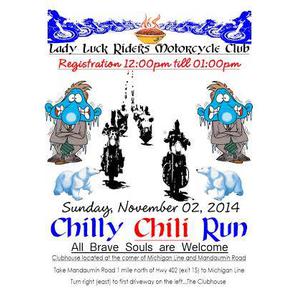 Lady Luck Riders Motorcycle Club
Registration 12:00pm till 01:00pm
Sunday, November 02, 2014
Chilly Chili Run
All Brave Souls are Welcome
Clubhouse located at the corner of Michigan Line and Mandaumin Road
Take Mandaumin Road 1 mile north of Hwy 402 (exit 15) to Michigan Line
Turn right (east) to first driveway on the left...The Clubhouse